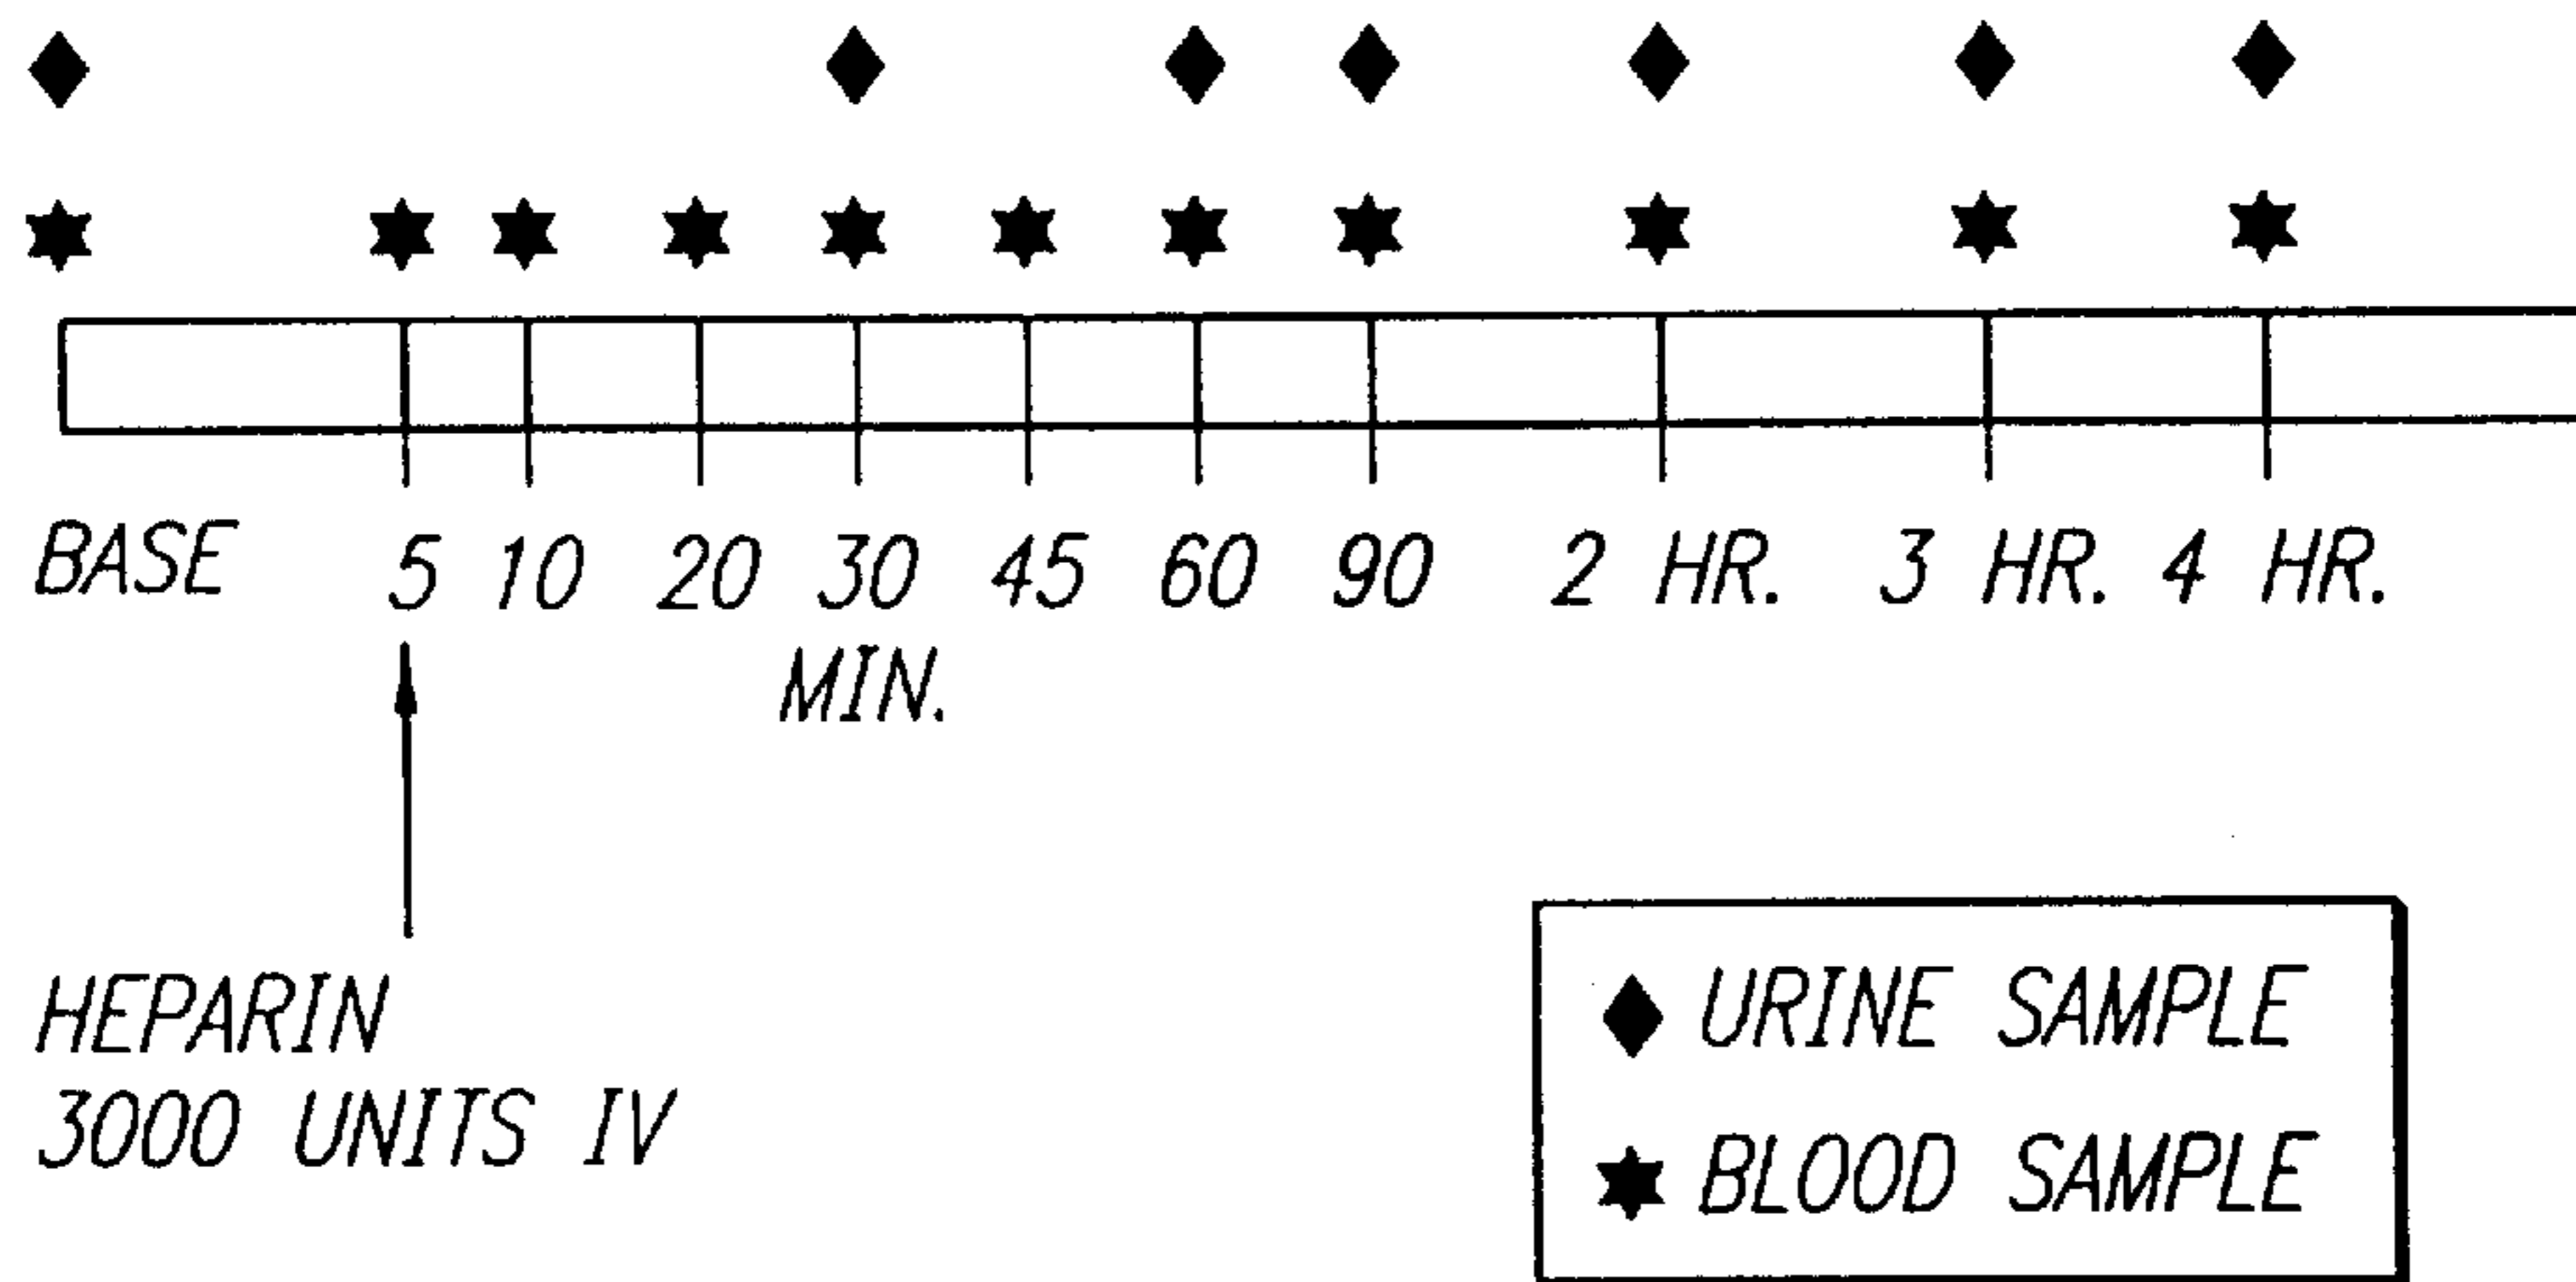 BASE 5 10 20 30 45 60 90 2 HR. 3 HR. 4 HR.
MIN.
HEPARIN
3000 UNITS IV
URINE SAMPLE
BLOOD SAMPLE